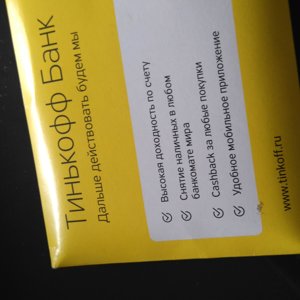 Тинькофф Банк
Дальше действовать будем мы
Высокая доходность по счету
Снятие наличных в любом
банкомате мира
Cashback за любые покупки
Удобное мобильное приложение
www.tinkoff.ru